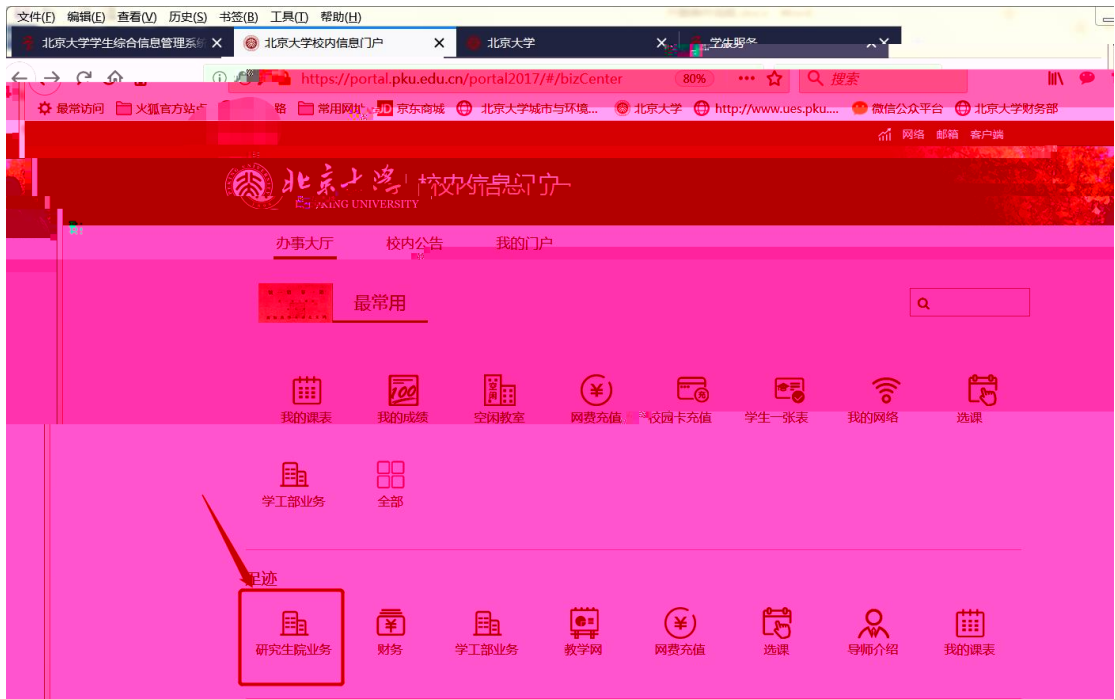 文件(F) 编辑(E) 查看(V) 历史(S) 书签(B) 工具(T) 帮助(H)
北京大学学生综合信息管理系统 北京大学校内信息门户 北京大学
https://portal.pku.edu.cn/portal2017/#/bizCenter 80% 搜索
最常访问 火狐官方站点 常用网址 JD 京东商城 北京大学城市与环境... 北京大学 http://www.ues.pku.... 微信公众平台 北京大学财务部
网络 邮箱 客户端
北京大学 校内信息门户
UNIVERSITY
办事大厅 校内公告 我的门户
最常用
我的课表 我的成绩 空闲教室 网费充值 校园卡充值 学生一张表 我的网络 选课
学工部业务 全部
足迹
研究生院业务 财务 学工部业务 教学网 网费充值 选课 导师介绍 我的课表